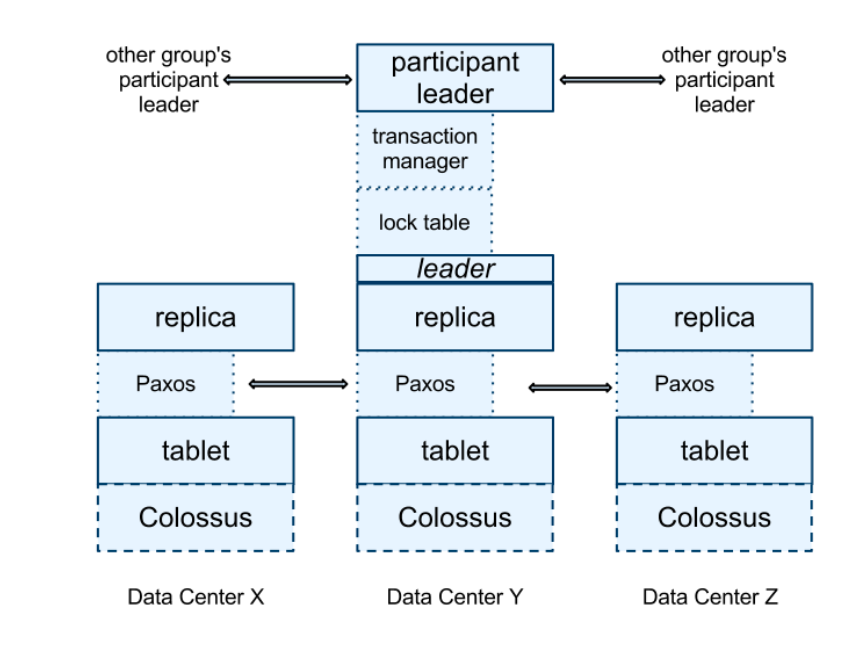 other group's
participant
leader
participant
leader
other group's
participant
leader
transaction
manager
lock table
leader
replica
replica
replica
Paxos
Paxos
Paxos
tablet
tablet
tablet
Colossus
Colossus
Colossus
Data Center X
Data Center Y
Data Center Z